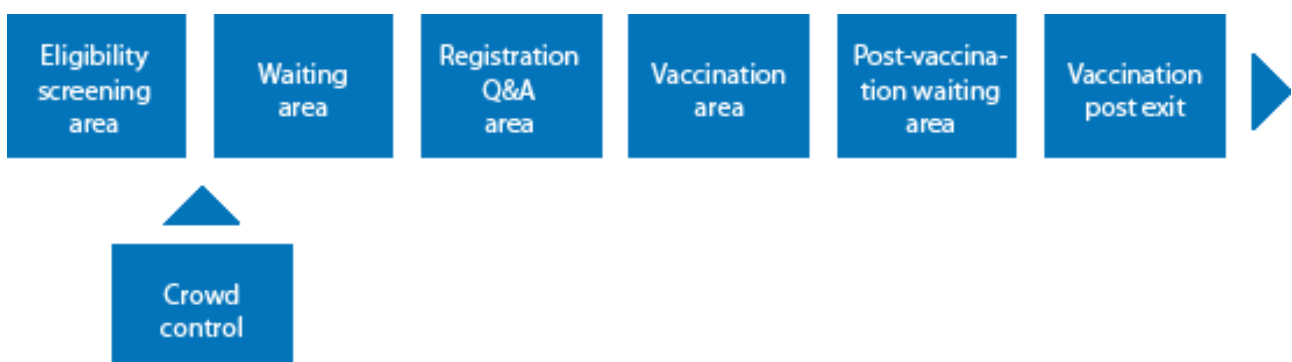 Eligibility
screening
area
Waiting
area
Registration
Q&A
area
Vaccination
area
Post-vaccina-
tion waiting
area
Vaccination
post exit
Crowd
control